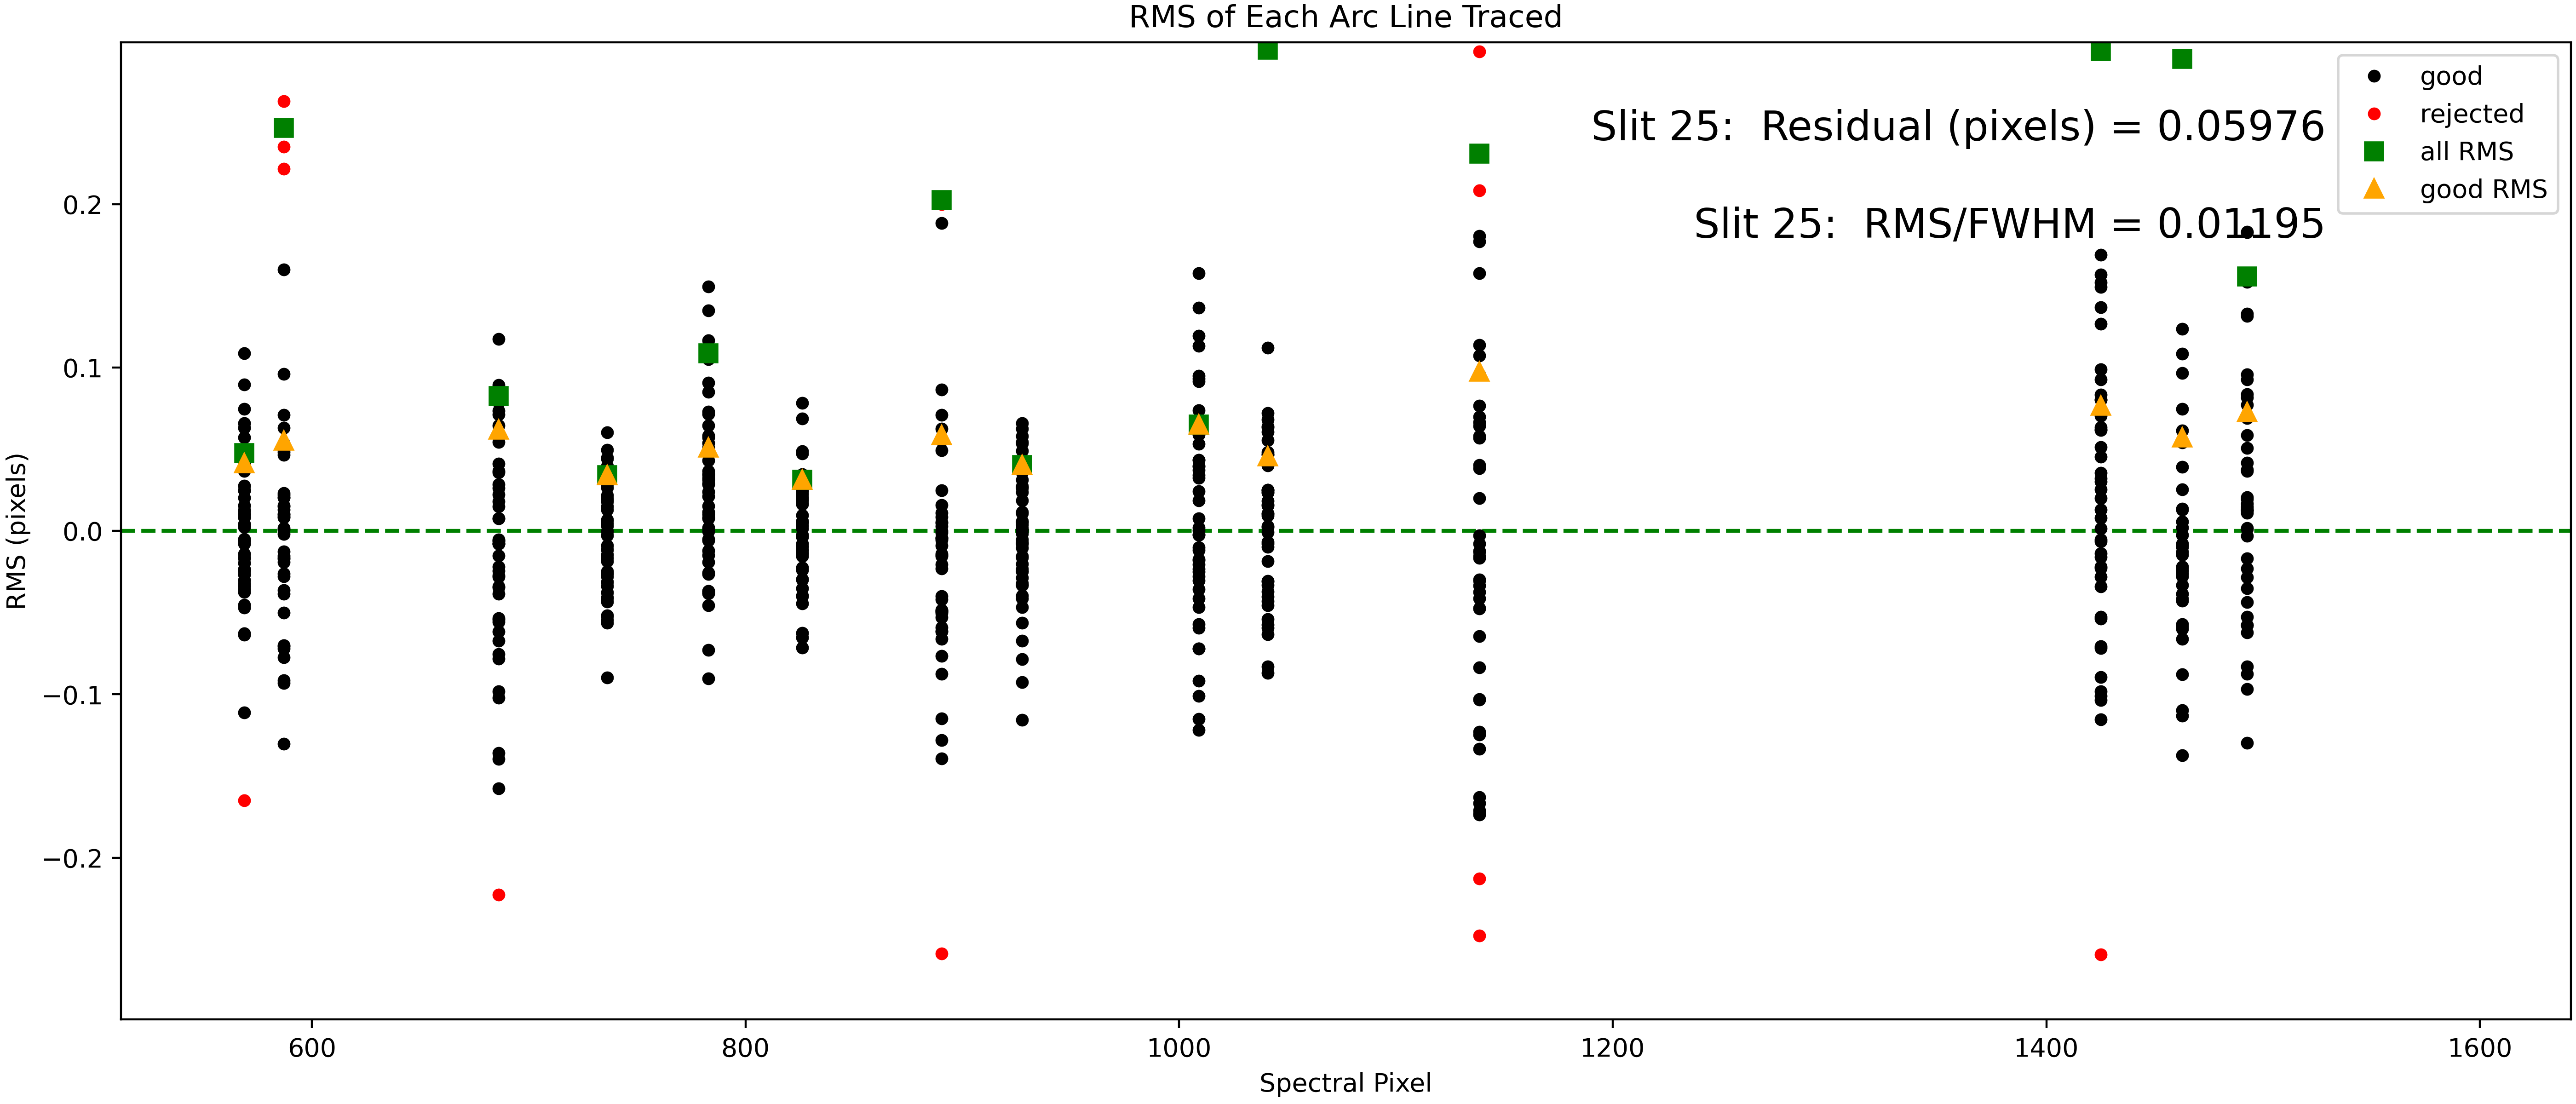 RMS of Each Arc Line Traced
good
rejected
all RMS
good RMS
Slit 25:  Residual (pixels) = 0.05976
Slit 25:  RMS/FWHM = 0.01195
RMS (pixels)
0.2
0.1
0.0
−0.1
−0.2
600 800 1000 1200 1400 1600
Spectral Pixel